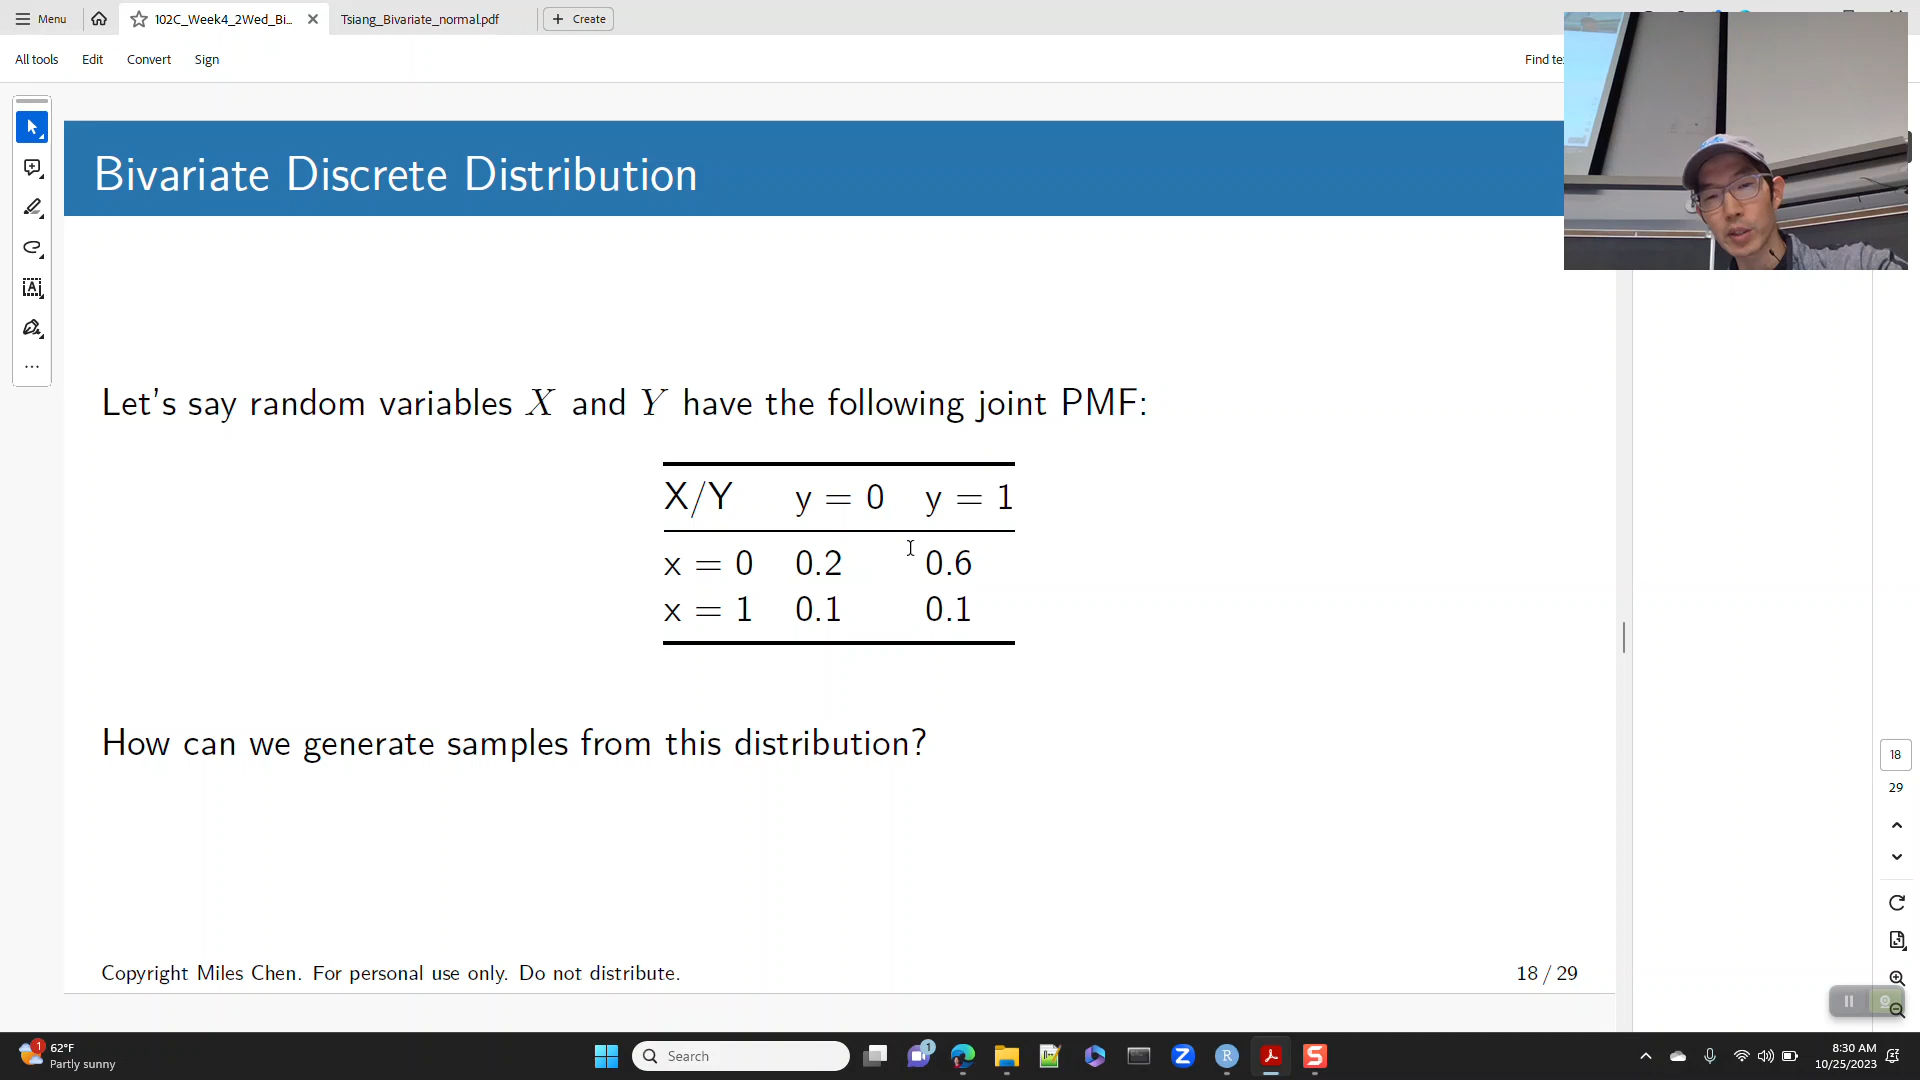 Menu
102C_Week4_2Wed_Bi...
Tsiang_Bivariate_normal.pdf
Create
All tools
Edit
Convert
Sign
Find te
Bivariate Discrete Distribution
Let's say random variables X and Y have the following joint PMF:
X/Y y = 0 y = 1
x = 0 0.2 0.6
x = 1 0.1 0.1
How can we generate samples from this distribution?
Copyright Miles Chen. For personal use only. Do not distribute.
18 / 29
18
29
1
62°F
Partly sunny
Search
1
8:30 AM
10/25/2023